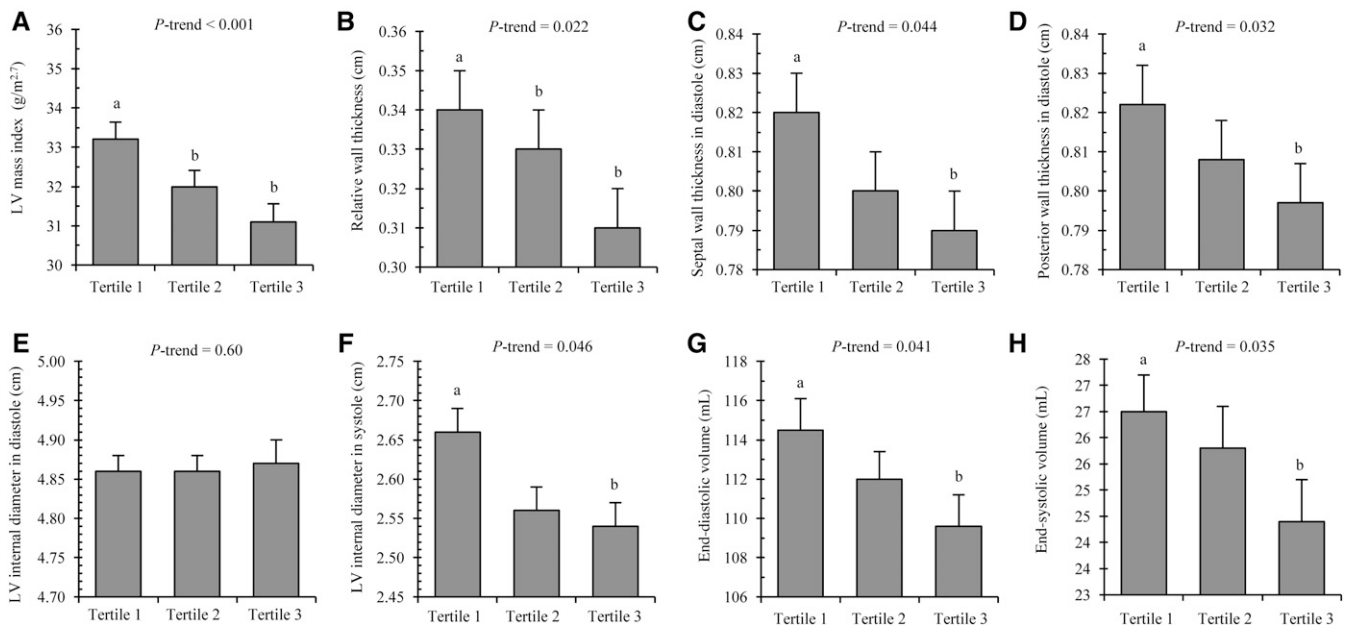 A
P-trend < 0.001
LV mass index (g/m2.7)
36
35
34
33
32
31
30
a
b
b
Tertile 1 Tertile 2 Tertile 3
B
P-trend = 0.022
Relative wall thickness (cm)
0.36
0.35
0.34
0.33
0.32
0.31
0.30
a
b
b
Tertile 1 Tertile 2 Tertile 3
C
P-trend = 0.044
Septal wall thickness in diastole (cm)
0.84
0.83
0.82
0.81
0.80
0.79
0.78
a
b
Tertile 1 Tertile 2 Tertile 3
D
P-trend = 0.032
Posterior wall thickness in diastole (cm)
0.84
0.83
0.82
0.81
0.80
0.79
0.78
a
b
Tertile 1 Tertile 2 Tertile 3
E
P-trend = 0.60
LV internal diameter in diastole (cm)
5.00
4.95
4.90
4.85
4.80
4.75
4.70
Tertile 1 Tertile 2 Tertile 3
F
P-trend = 0.046
LV internal diameter in systole (cm)
2.75
2.70
2.65
2.60
2.55
2.50
2.45
a
b
Tertile 1 Tertile 2 Tertile 3
G
P-trend = 0.041
End-diastolic volume (mL)
118
116
114
112
110
108
106
a
b
Tertile 1 Tertile 2 Tertile 3
H
P-trend = 0.035
End-systolic volume (mL)
28
27
27
26
26
25
25
24
24
23
a
b
Tertile 1 Tertile 2 Tertile 3